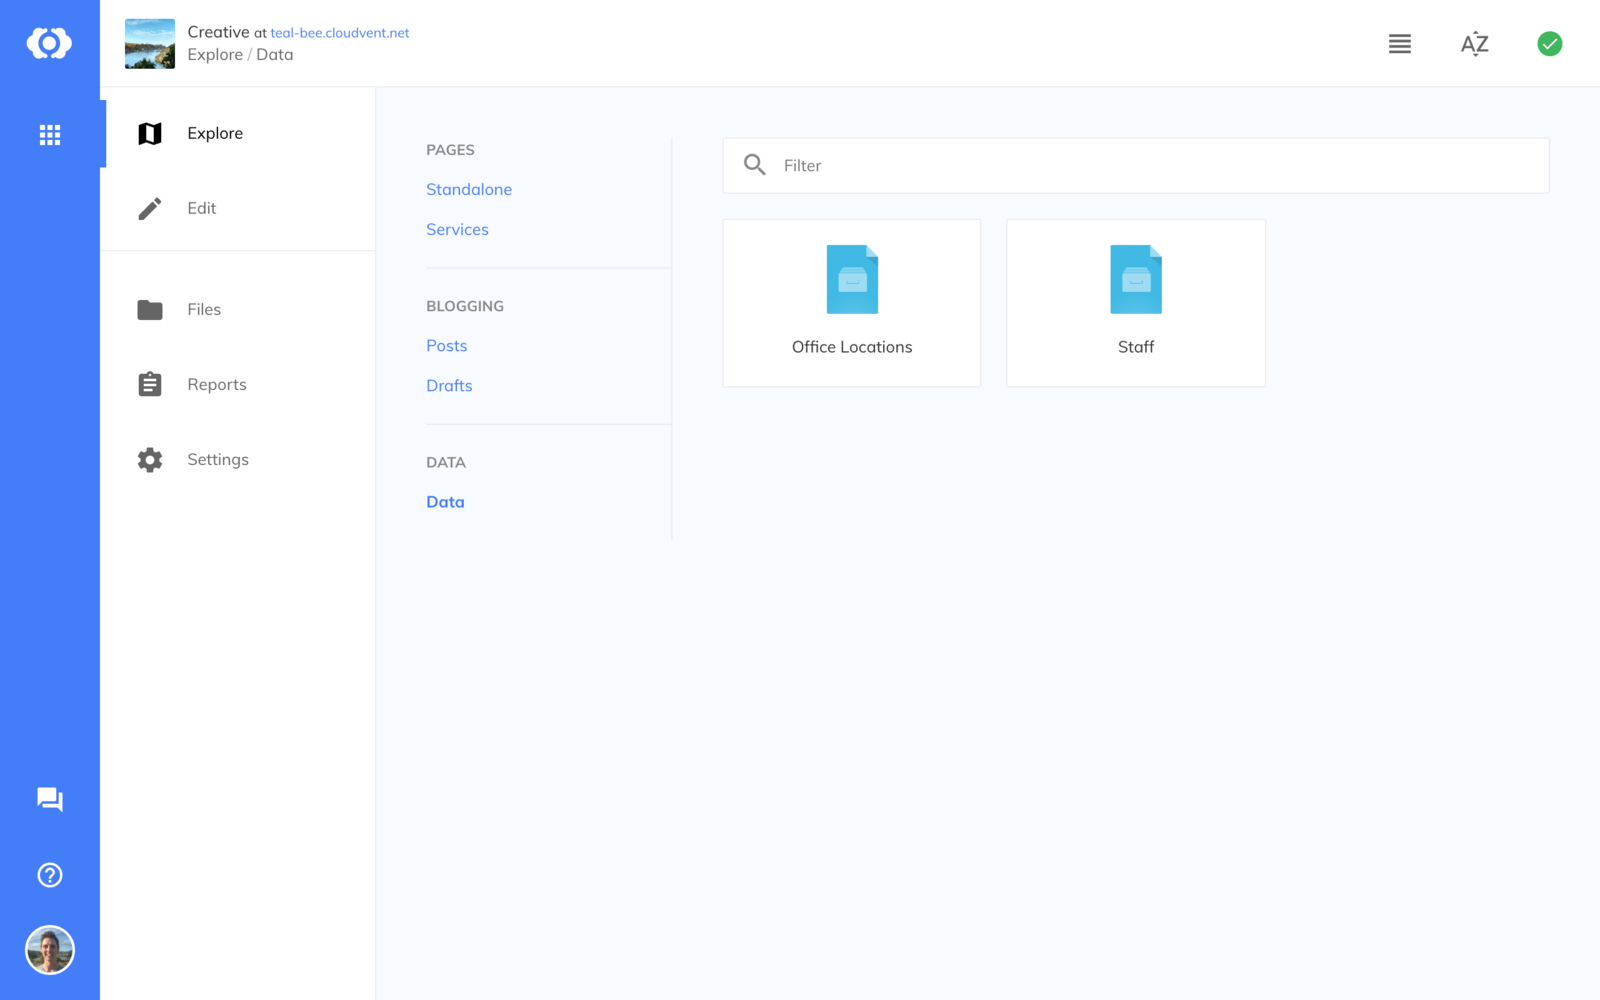 Creative at teal-bee.cloudvent.net
Explore / Data
AZ
Explore
Edit
Files
Reports
Settings
PAGES
Standalone
Services
BLOGGING
Posts
Drafts
DATA
Data
Filter
Office Locations
Staff